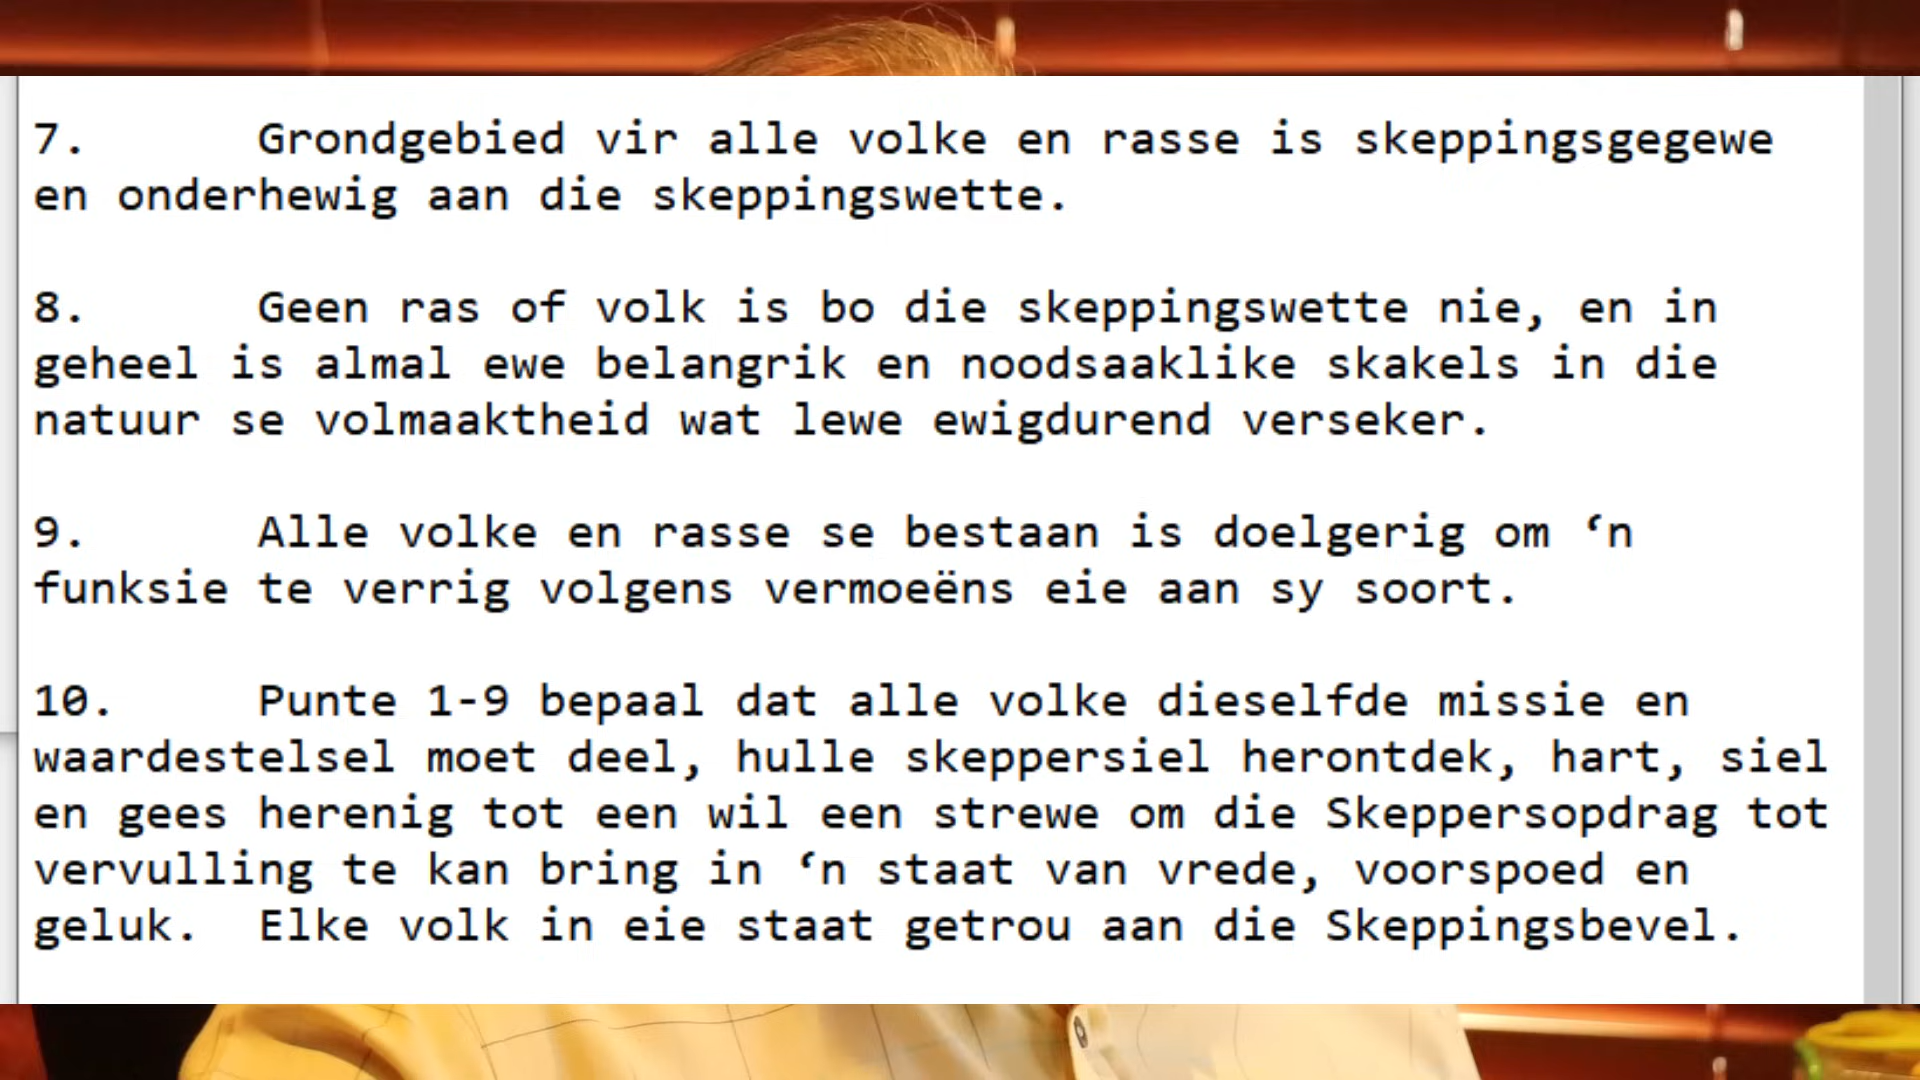 7. Grondgebied vir alle volke en rasse is skeppingsgegewe
en onderhewig aan die skeppingswette.
8. Geen ras of volk is bo die skeppingswette nie, en in
geheel is almal ewe belangrik en noodsaaklike skakels in die
natuur se volmaaktheid wat lewe ewigdurend verseker.
9. Alle volke en rasse se bestaan is doelgerig om ‘n
funksie te verrig volgens vermoeëns eie aan sy soort.
10. Punte 1-9 bepaal dat alle volke dieselfde missie en
waardestelsel moet deel, hulle skeppersiel herontdek, hart, siel
en gees herenig tot een wil een strewe om die Skeppersopdrag tot
vervulling te kan bring in ‘n staat van vrede, voorspoed en
geluk. Elke volk in eie staat getrou aan die Skeppingsbevel.